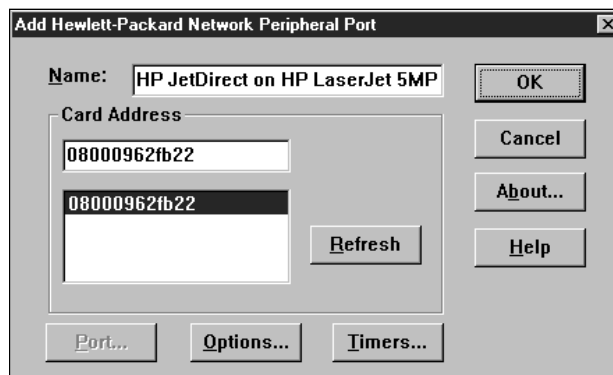 Add Hewlett-Packard Network Peripheral Port
Name: HP JetDirect on HP LaserJet 5MP
OK
Card Address
Cancel
08000962fb22
About...
08000962fb22
Refresh
Help
Port...
Options...
Timers...